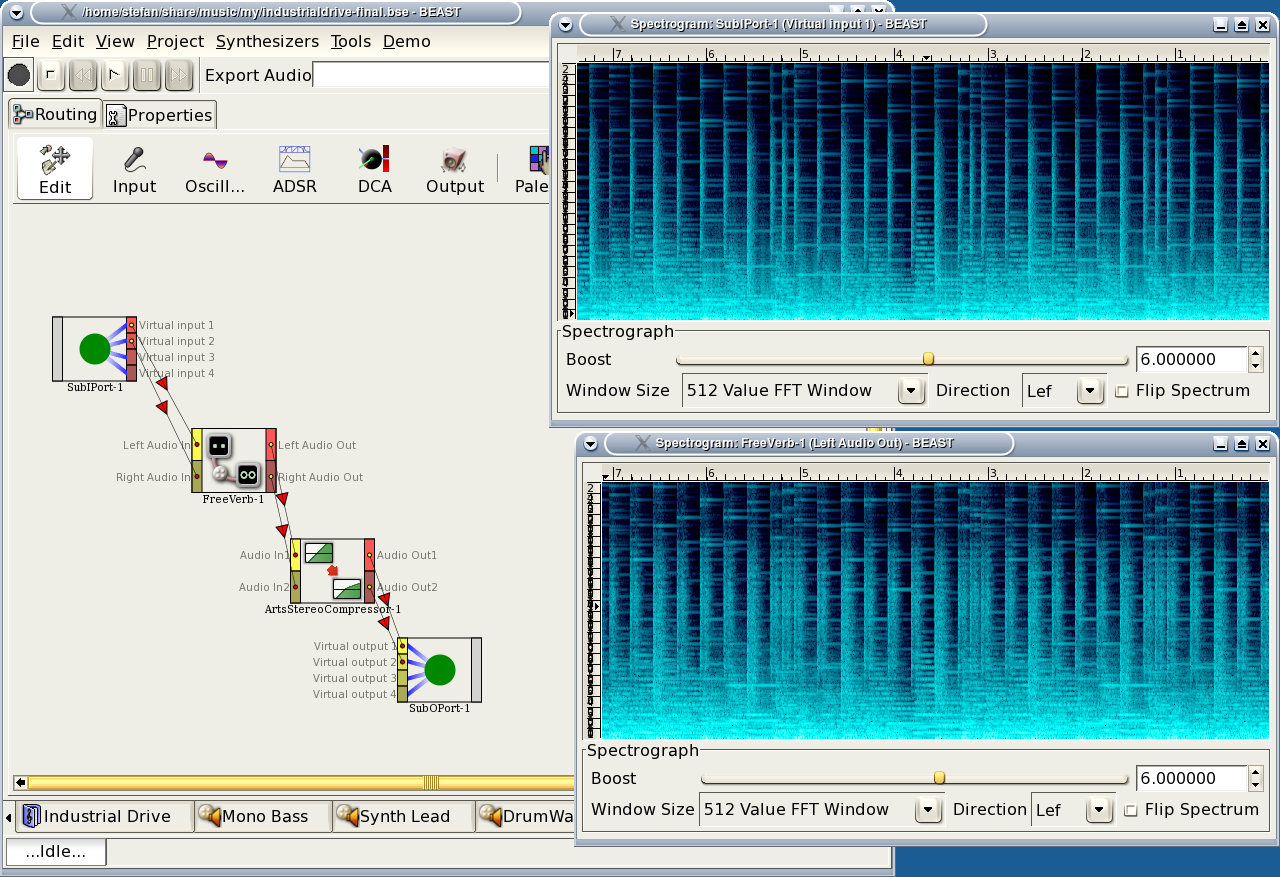 /home/stefan/share/music/my/industrialdrive-final.bse - BEAST
File Edit View Project Synthesizers Tools Demo
Export Audio
Routing Properties
Edit Input Oscill... ADSR DCA Output Pale
Virtual input 1
Virtual input 2
Virtual input 3
Virtual input 4
SubIPort-1
Left Audio In Left Audio Out
Right Audio In Right Audio Out
FreeVerb-1
Audio In1 Audio Out1
Audio In2 Audio Out2
ArtsStereoCompressor-1
Virtual output 1
Virtual output 2
Virtual output 3
Virtual output 4
SubOPort-1
Industrial Drive Mono Bass Synth Lead DrumWa
...Idle...
Spectrogram: SubIPort-1 (Virtual input 1) - BEAST
7 6 5 4 3 2 1
Spectrograph
Boost 6.000000
Window Size 512 Value FFT Window Direction Lef Flip Spectrum
Spectrogram: FreeVerb-1 (Left Audio Out) - BEAST
7 6 5 4 3 2 1
Spectrograph
Boost 6.000000
Window Size 512 Value FFT Window Direction Lef Flip Spectrum